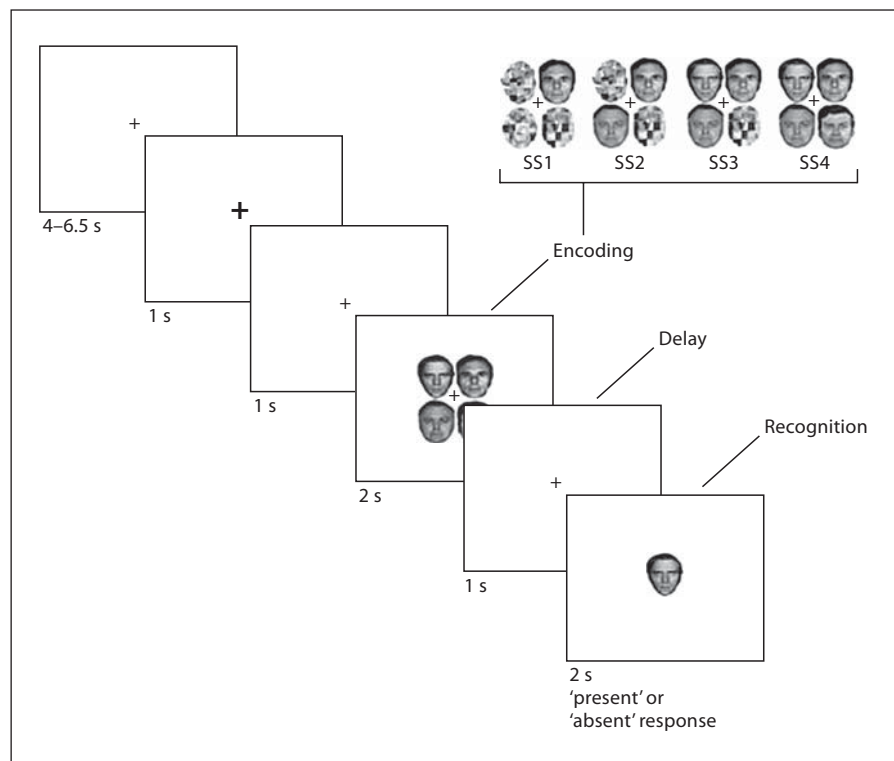 SS1 SS2 SS3 SS4
4–6.5 s
Encoding
1 s
Delay
1 s
Recognition
2 s
1 s
2 s
‘present’ or
‘absent’ response